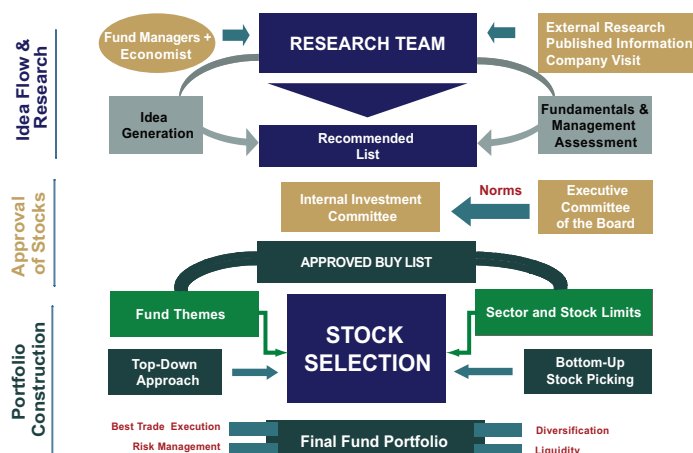 Idea Flow &
Research
Fund Managers +
Economist
RESEARCH TEAM
External Research
Published Information
Company Visit
Idea
Generation
Recommended
List
Fundamentals &
Management
Assessment
Approval
of Stocks
Internal Investment
Committee
Norms
Executive
Committee
of the Board
APPROVED BUY LIST
Portfolio
Construction
Fund Themes
STOCK
SELECTION
Sector and Stock Limits
Top-Down
Approach
Bottom-Up
Stock Picking
Best Trade Execution
Risk Management
Final Fund Portfolio
Diversification
Liquidity